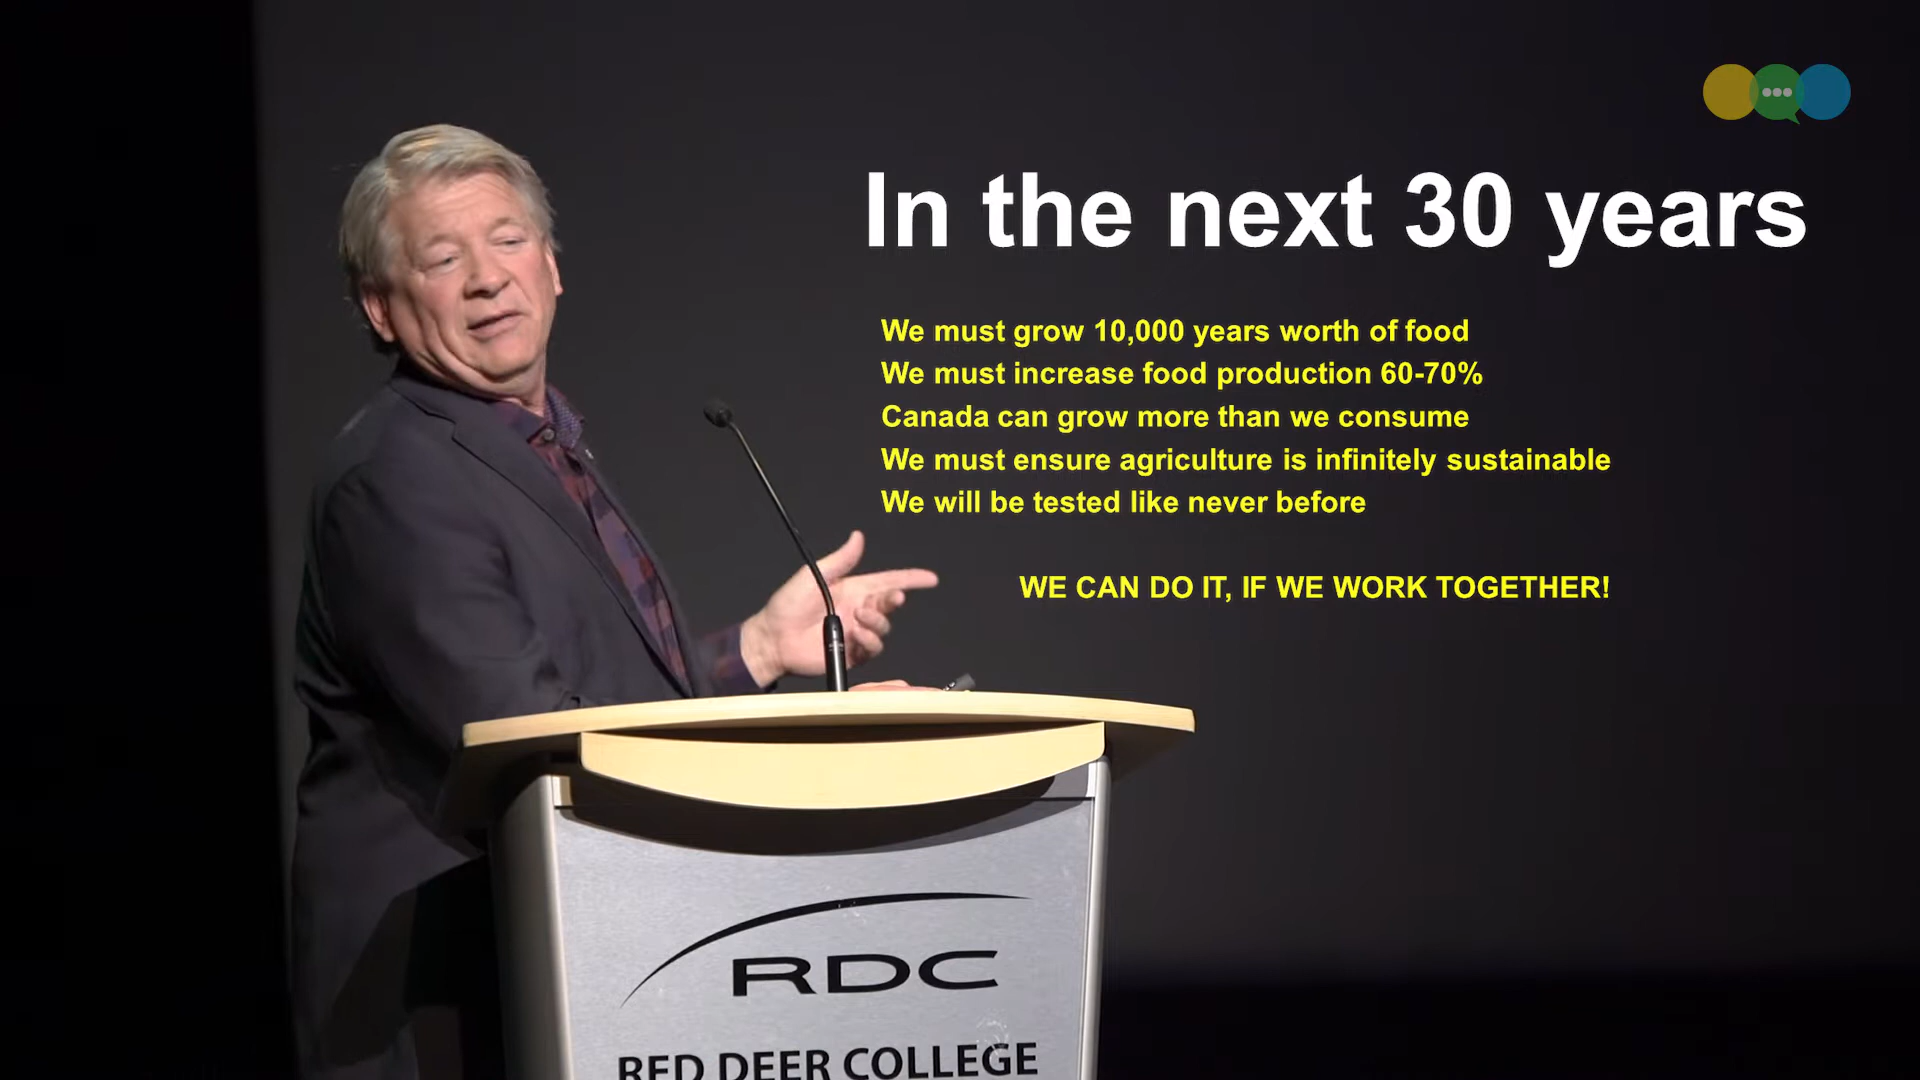 In the next 30 years
We must grow 10,000 years worth of food
We must increase food production 60-70%
Canada can grow more than we consume
We must ensure agriculture is infinitely sustainable
We will be tested like never before
WE CAN DO IT, IF WE WORK TOGETHER!
RDC
RED DEER COLLEGE